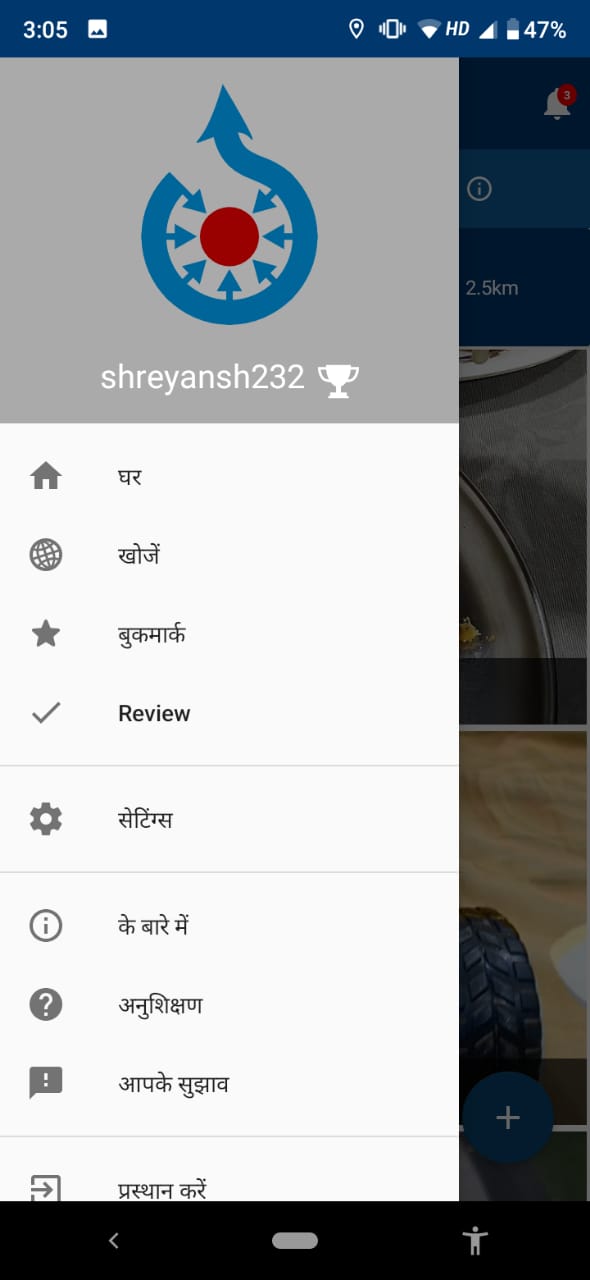 3:05
HD
47%
3
2.5km
shreyansh232
घर
खोजें
बुकमार्क
Review
सेटिंग्स
के बारे में
अनुशिक्षण
आपके सुझाव
प्रस्थान करें